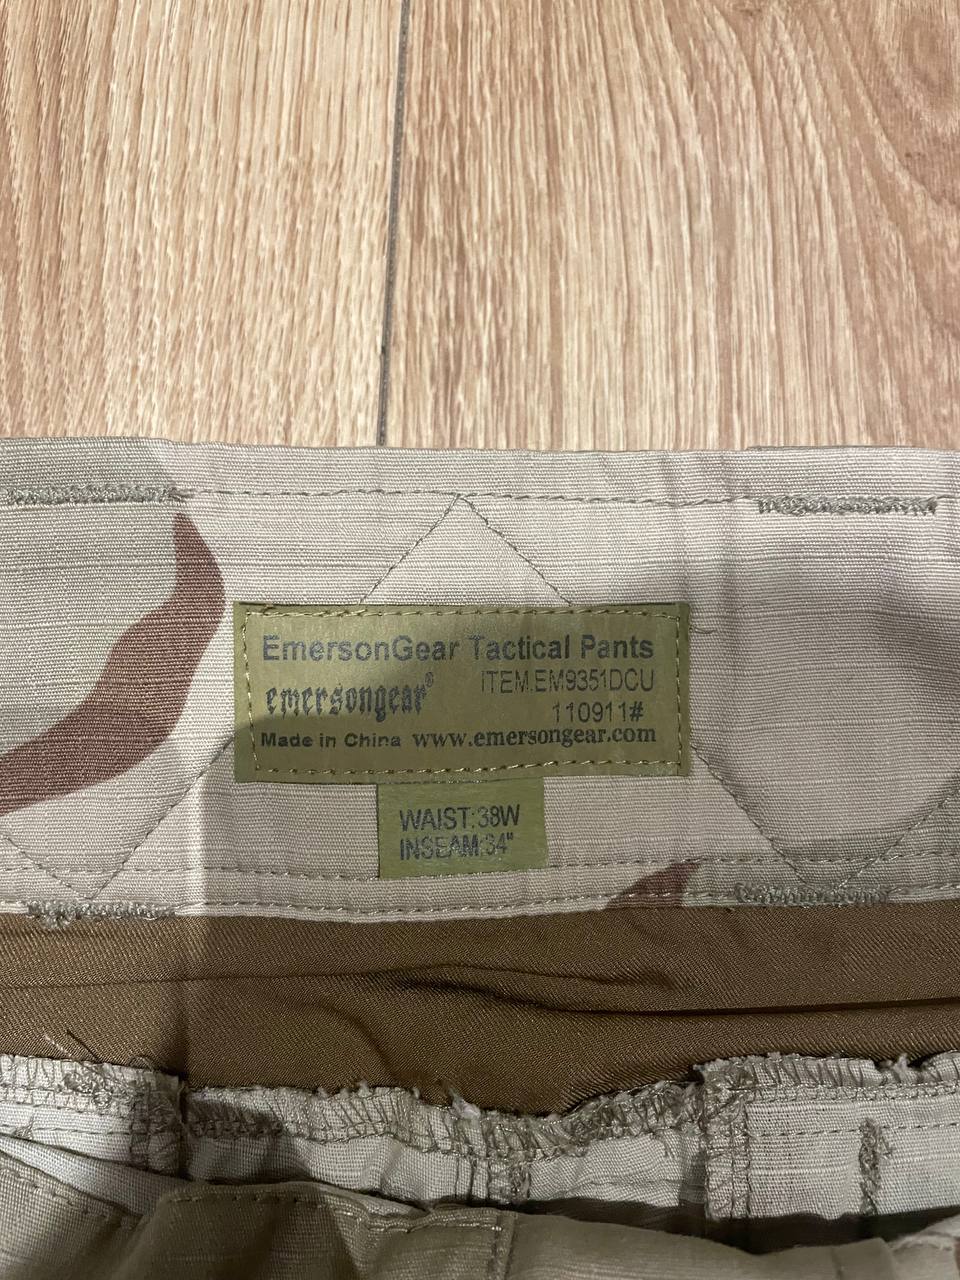 EmersonGear Tactical Pants
emersongear®
ITEM.EM9351DCU
110911#
Made in China www.emersongear.com
WAIST:38W
INSEAM:34"